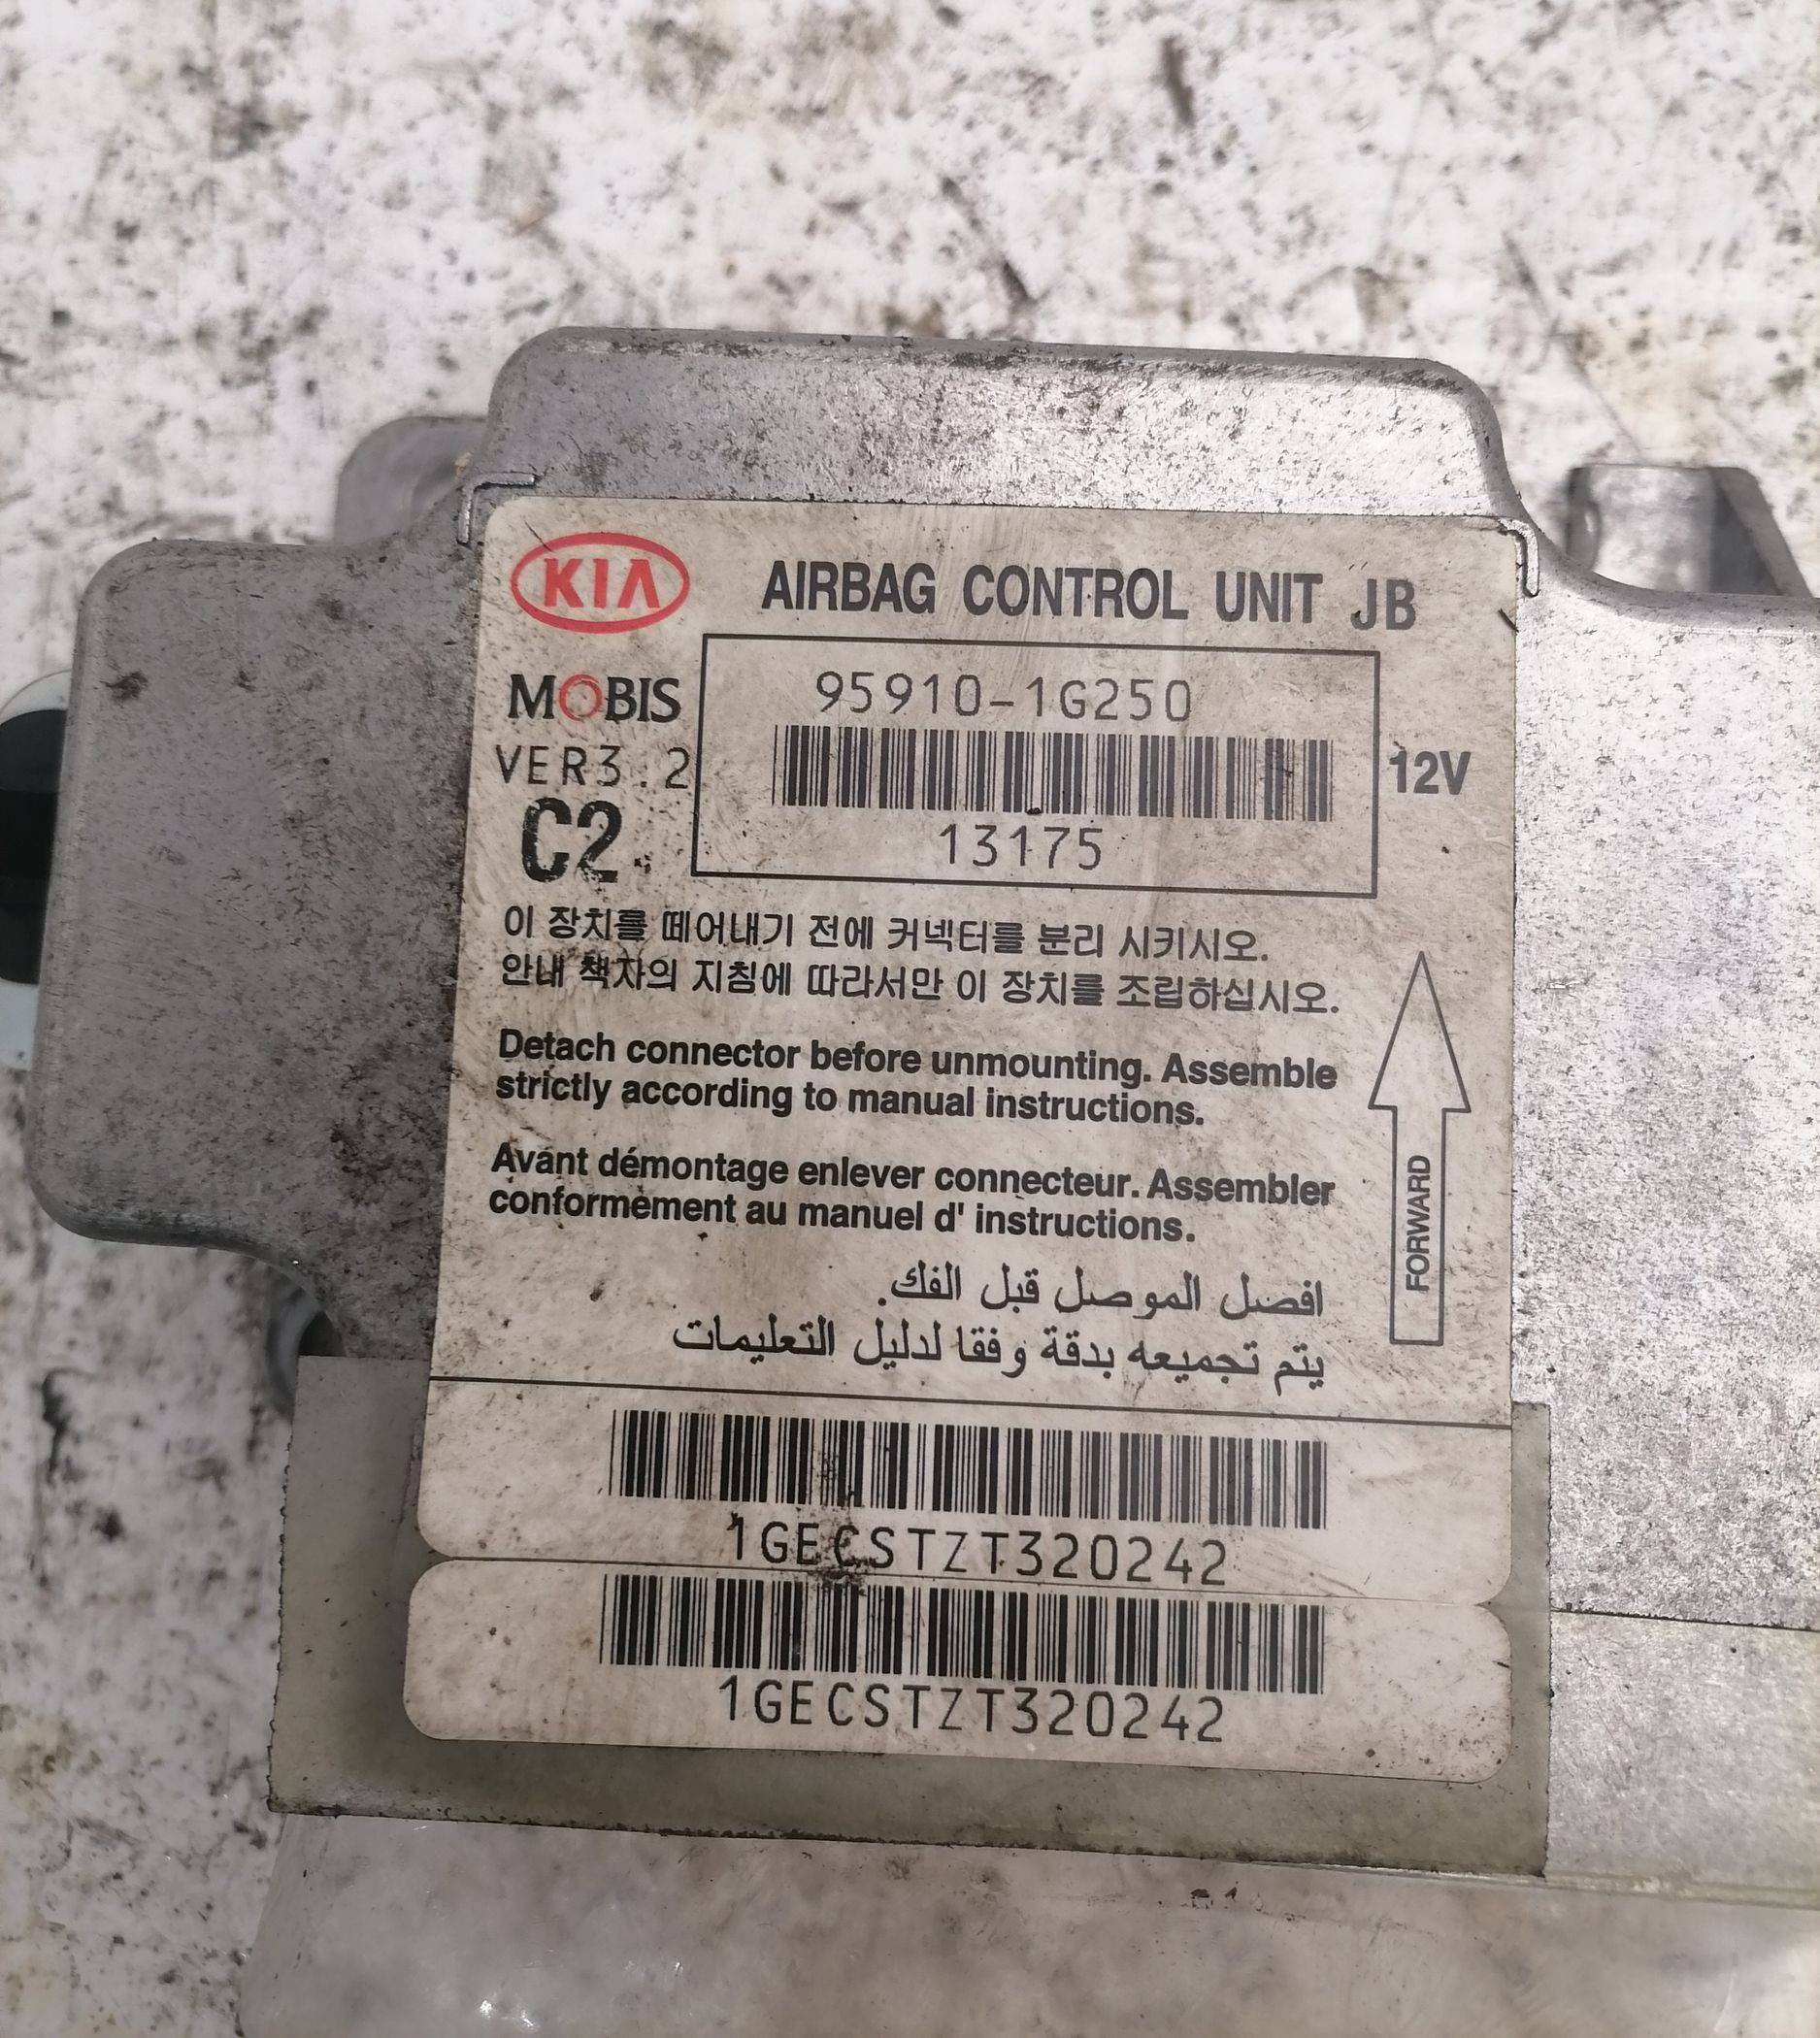 KIA AIRBAG CONTROL UNIT JB
MOBIS
95910-1G250
VER3.2
12V
C2
13175
이 장치를 떼어내기 전에 커넥터를 분리 시키시오.
안내 책자의 지침에 따라서만 이 장치를 조립하십시오.
Detach connector before unmounting. Assemble
strictly according to manual instructions.
Avant démontage enlever connecteur. Assembler
conformément au manuel d' instructions.
FORWARD
افصل الموصل قبل الفك.
يتم تجميعه بدقة وفقا لدليل التعليمات
1GECSTZT320242
1GECSTZT320242